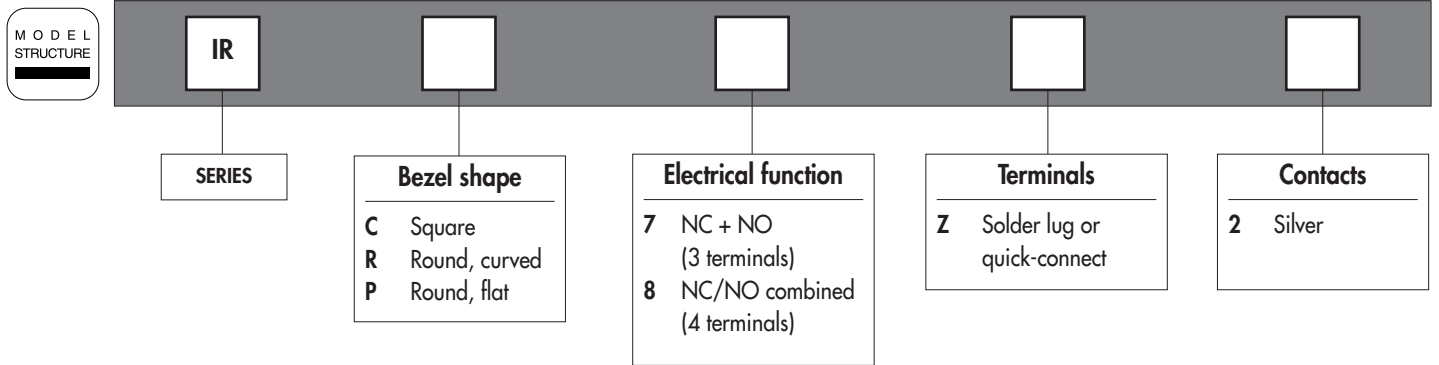 MODEL
STRUCTURE
IR
SERIES
Bezel shape
C Square
R Round, curved
P Round, flat
Electrical function
7 NC + NO
(3 terminals)
8 NC/NO combined
(4 terminals)
Terminals
Z Solder lug or
quick-connect
Contacts
2 Silver